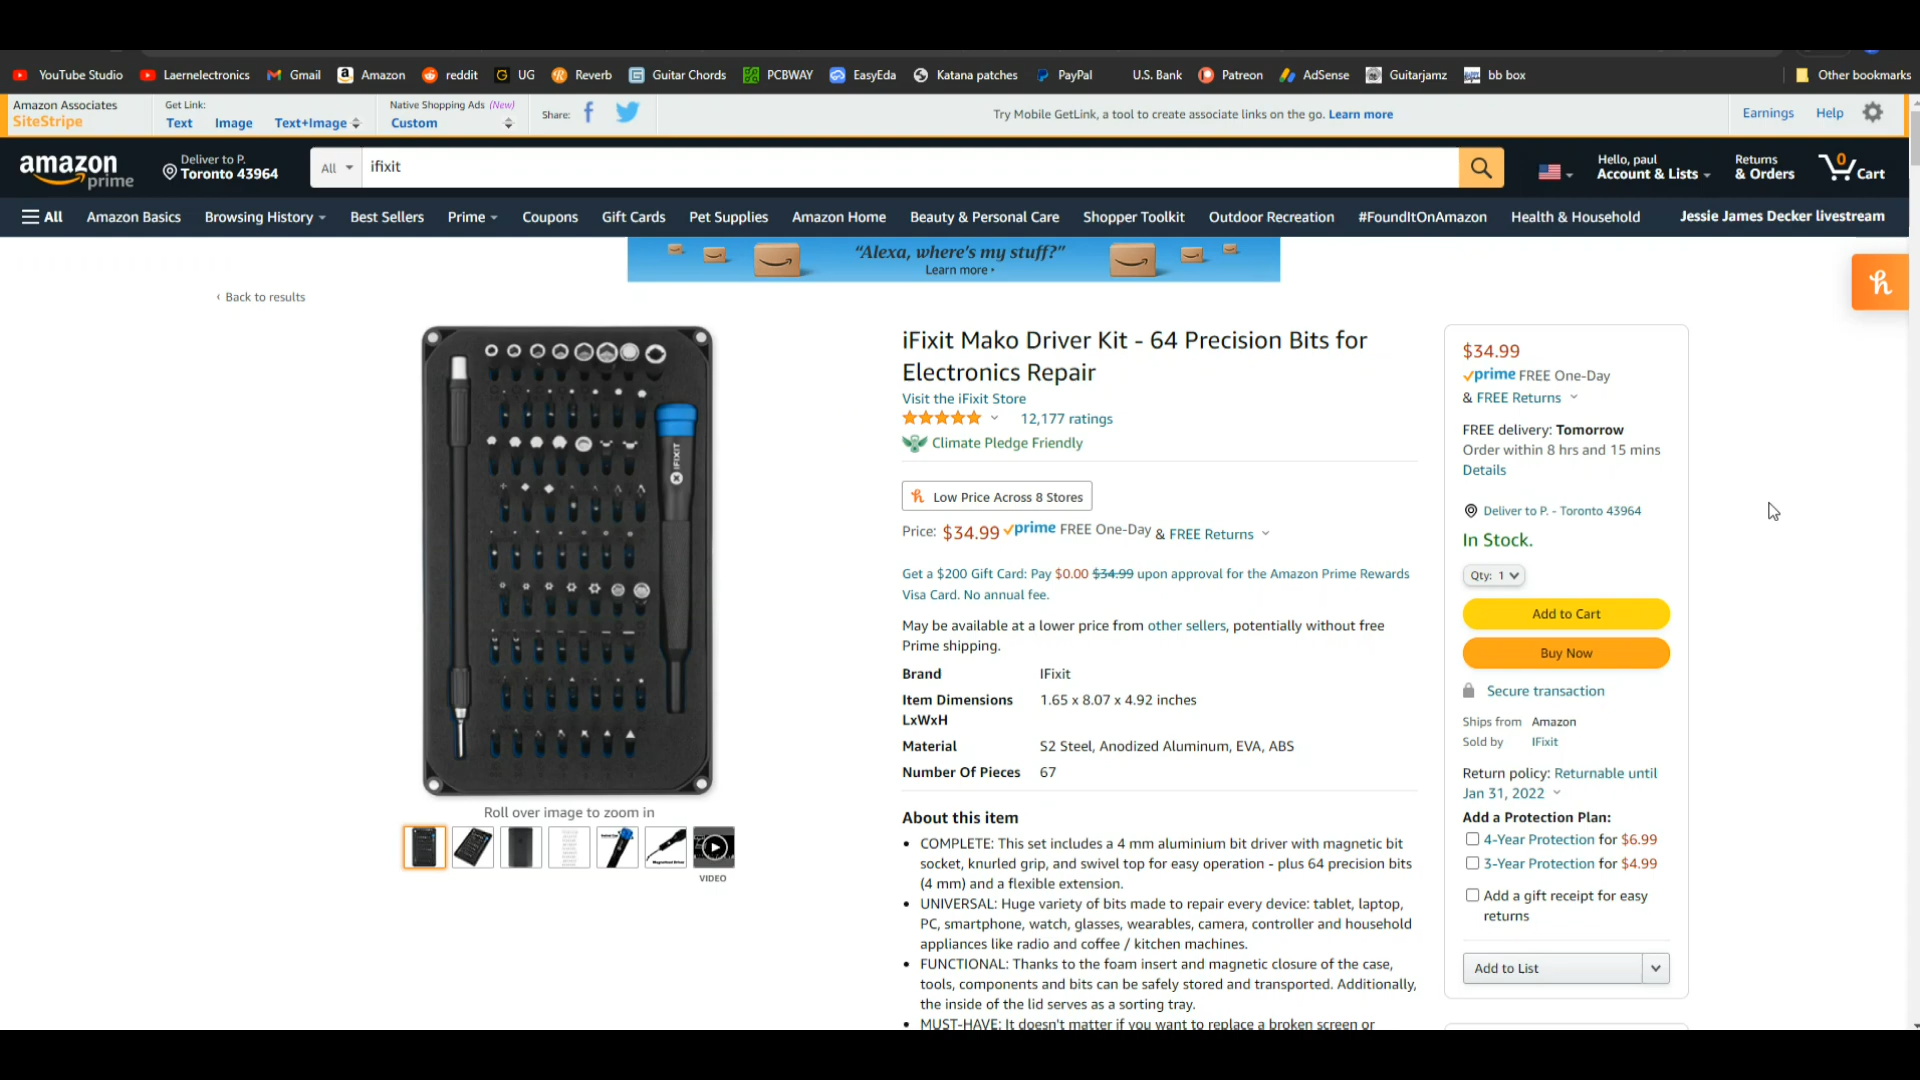 YouTube Studio Laernelectronics Gmail Amazon reddit UG Reverb Guitar Chords PCBWAY EasyEda Katana patches PayPal U.S. Bank Patreon AdSense Guitarjamz bb box Other bookmarks
Amazon Associates
SiteStripe
Get Link:
Text Image Text+Image
Native Shopping Ads (New)
Custom
Share:
Try Mobile GetLink, a tool to create associate links on the go. Learn more
Earnings Help
amazon
prime
Deliver to P.
Toronto 43964
All ifixit
Hello, paul
Account & Lists
Returns
& Orders
0
Cart
All Amazon Basics Browsing History Best Sellers Prime Coupons Gift Cards Pet Supplies Amazon Home Beauty & Personal Care Shopper Toolkit Outdoor Recreation #FoundItOnAmazon Health & Household Jessie James Decker livestream
“Alexa, where’s my stuff?”
Learn more
‹ Back to results
IFIXIT
Roll over image to zoom in
VIDEO
iFixit Mako Driver Kit - 64 Precision Bits for
Electronics Repair
Visit the iFixit Store
12,177 ratings
Climate Pledge Friendly
Low Price Across 8 Stores
Price: $34.99 prime FREE One-Day & FREE Returns
Get a $200 Gift Card: Pay $0.00 $34.99 upon approval for the Amazon Prime Rewards
Visa Card. No annual fee.
May be available at a lower price from other sellers, potentially without free
Prime shipping.
Brand IFixit
Item Dimensions 1.65 x 8.07 x 4.92 inches
LxWxH
Material S2 Steel, Anodized Aluminum, EVA, ABS
Number Of Pieces 67
About this item
• COMPLETE: This set includes a 4 mm aluminium bit driver with magnetic bit
socket, knurled grip, and swivel top for easy operation - plus 64 precision bits
(4 mm) and a flexible extension.
• UNIVERSAL: Huge variety of bits made to repair every device: tablet, laptop,
PC, smartphone, watch, glasses, wearables, camera, controller and household
appliances like radio and coffee / kitchen machines.
• FUNCTIONAL: Thanks to the foam insert and magnetic closure of the case,
tools, components and bits can be safely stored and transported. Additionally,
the inside of the lid serves as a sorting tray.
• MUST-HAVE: It doesn't matter if you want to replace a broken screen or
$34.99
prime FREE One-Day
& FREE Returns
FREE delivery: Tomorrow
Order within 8 hrs and 15 mins
Details
Deliver to P. - Toronto 43964
In Stock.
Qty: 1
Add to Cart
Buy Now
Secure transaction
Ships from Amazon
Sold by IFixit
Return policy: Returnable until
Jan 31, 2022
Add a Protection Plan:
4-Year Protection for $6.99
3-Year Protection for $4.99
Add a gift receipt for easy
returns
Add to List